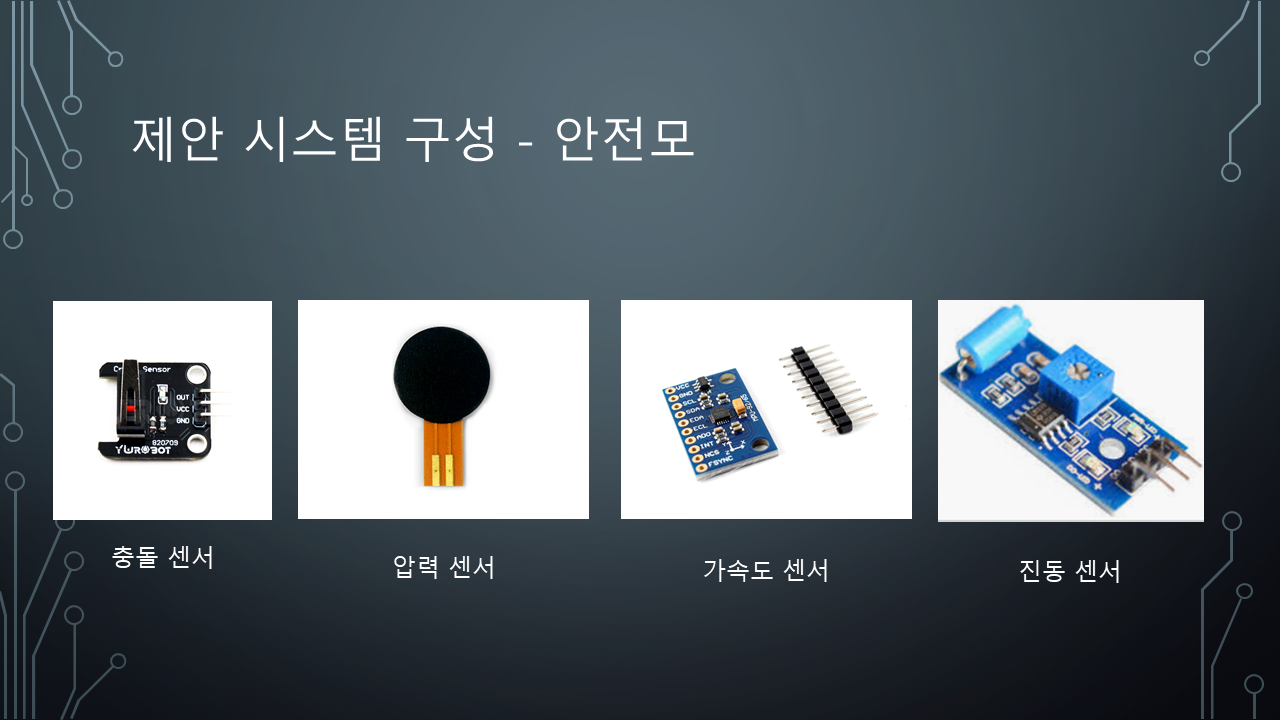 제안 시스템 구성 - 안전모
Sensor
OUT
VCC
GND
820709
YWROBOT
VCC
GND
SCL
SDA
EDA
ECL
ADO
INT
NCS
FSYNC
충돌 센서
압력 센서
가속도 센서
진동 센서